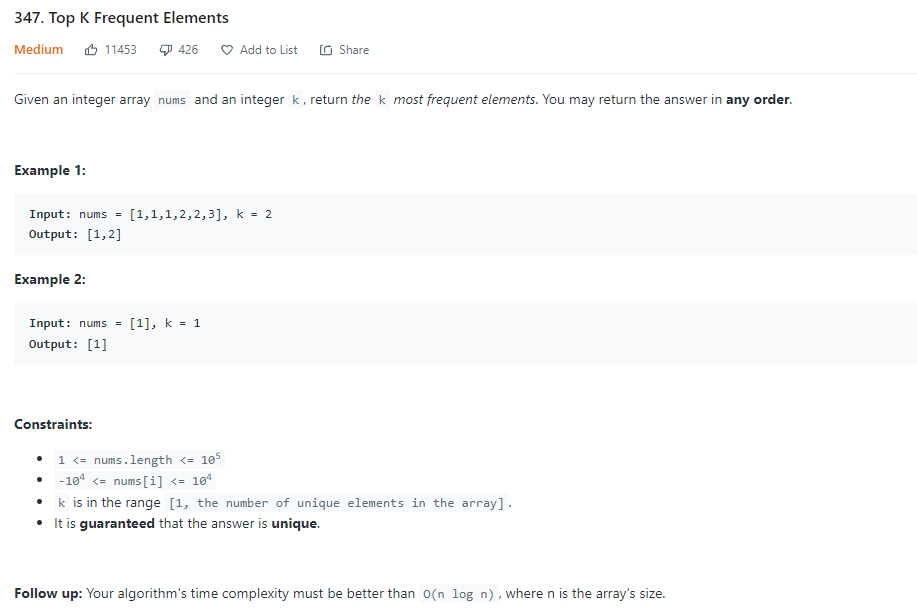 347. Top K Frequent Elements
Medium 11453 426 Add to List Share
Given an integer array nums and an integer k, return the k most frequent elements. You may return the answer in any order.
Example 1:
Input: nums = [1,1,1,2,2,3], k = 2
Output: [1,2]
Example 2:
Input: nums = [1], k = 1
Output: [1]
Constraints:
• 1 <= nums.length <= 10⁵
• -10⁴ <= nums[i] <= 10⁴
• k is in the range [1, the number of unique elements in the array].
• It is guaranteed that the answer is unique.
Follow up: Your algorithm's time complexity must be better than O(n log n), where n is the array's size.